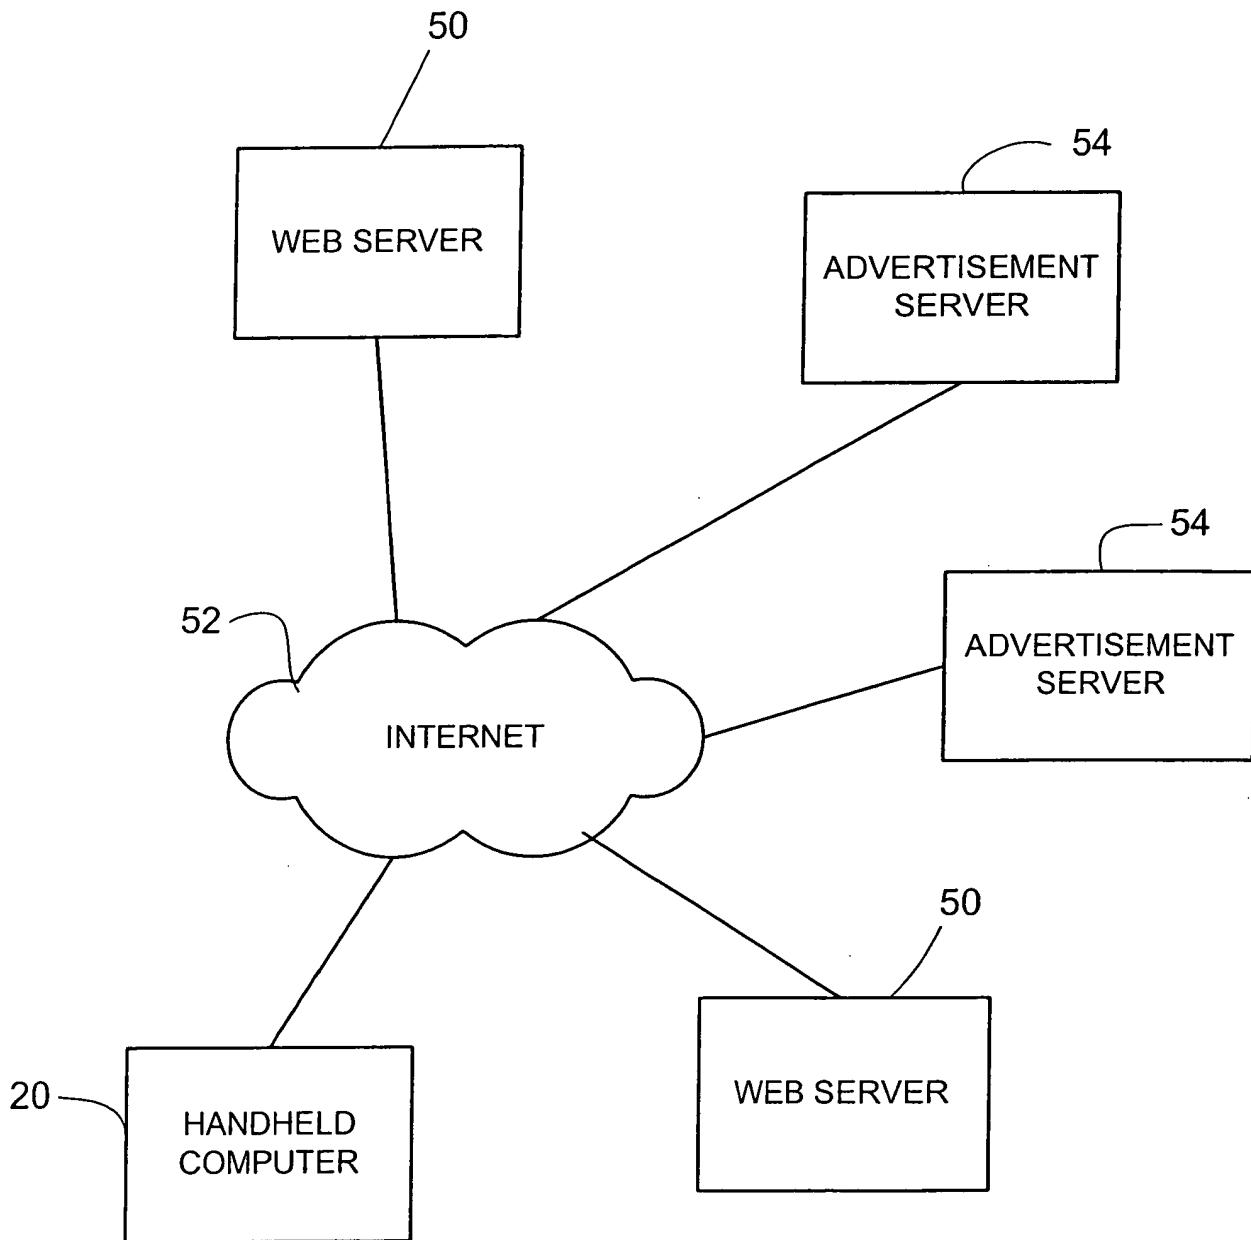 50
WEB SERVER
54
ADVERTISEMENT
SERVER
54
ADVERTISEMENT
SERVER
52
INTERNET
50
WEB SERVER
20
HANDHELD
COMPUTER